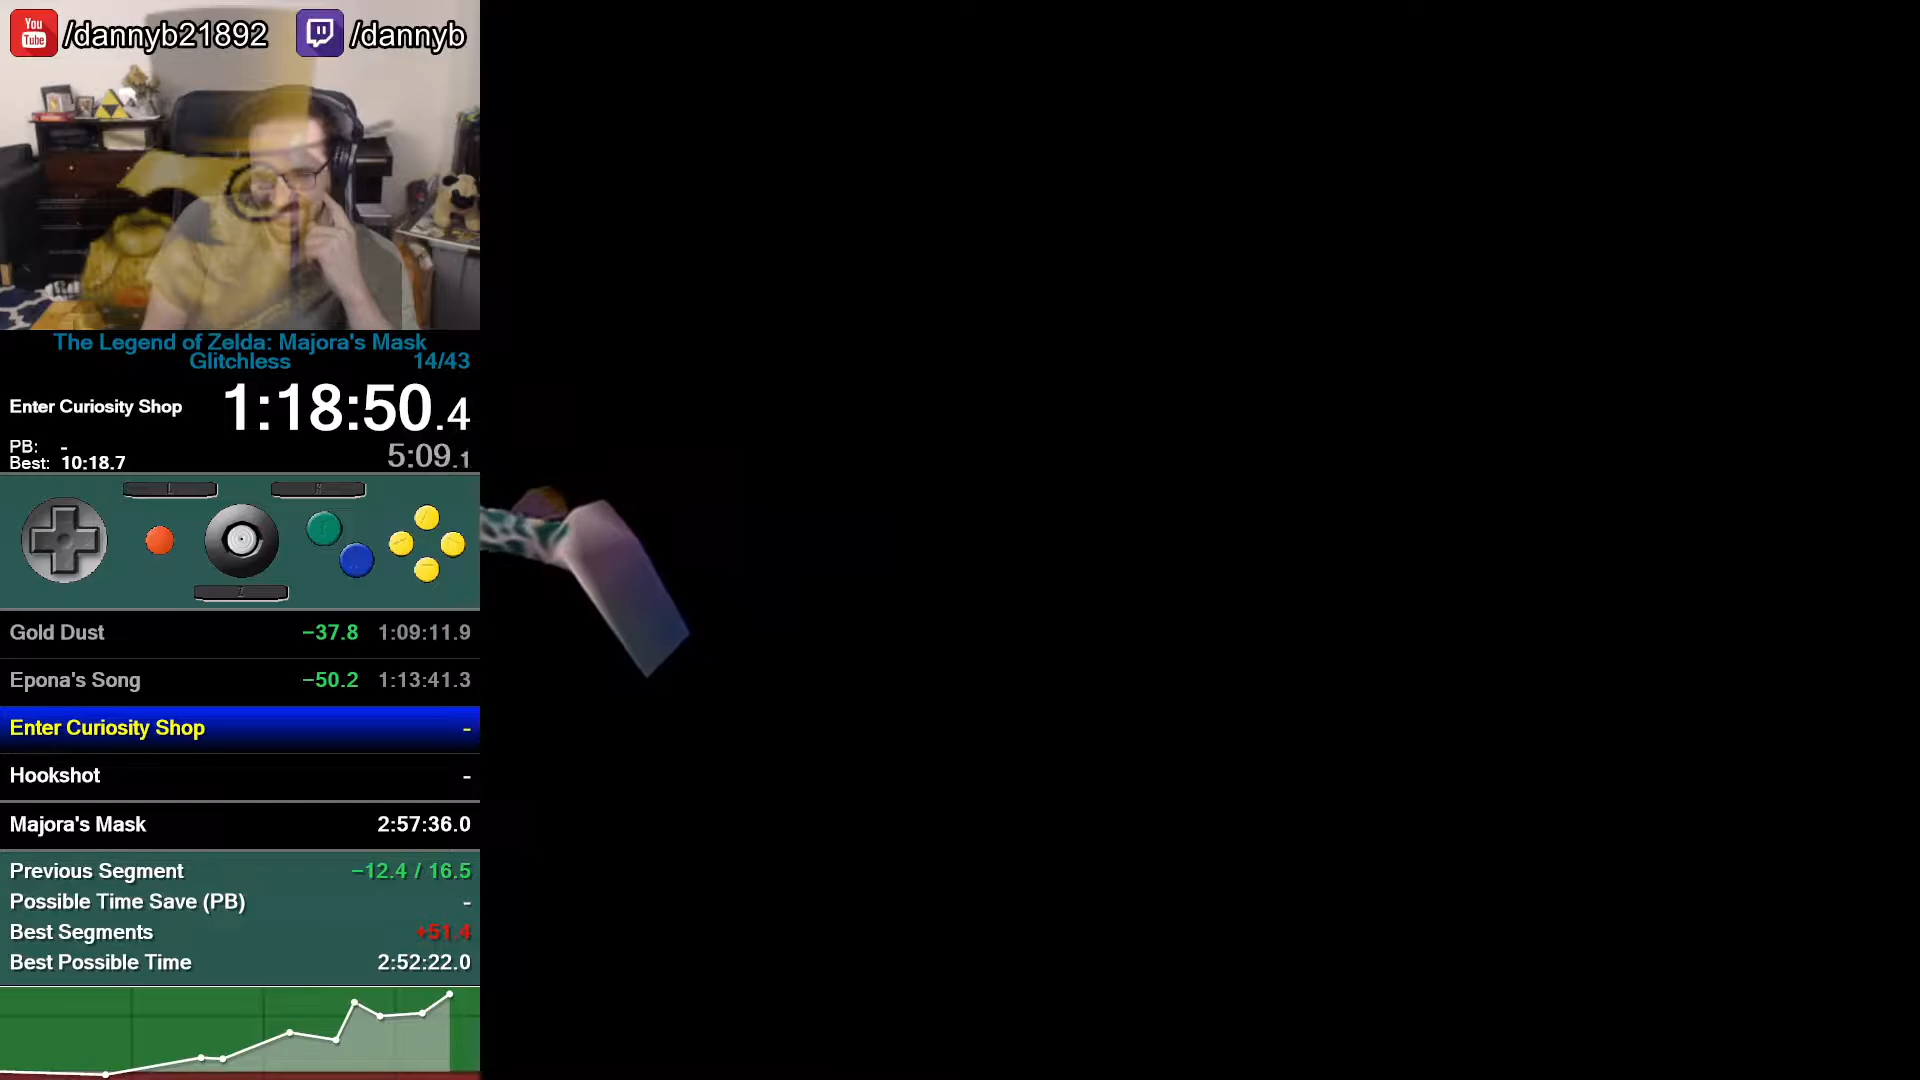 You Tube /dannyb21892 /dannyb
The Legend of Zelda: Majora's Mask
Glitchless 14/43
Enter Curiosity Shop 1:18:50.4
PB: -
Best: 10:18.7 5:09.1
L
Z
Gold Dust −37.8 1:09:11.9
Epona's Song −50.2 1:13:41.3
Enter Curiosity Shop -
Hookshot -
Majora's Mask 2:57:36.0
Previous Segment −12.4 / 16.5
Possible Time Save (PB) -
Best Segments +51.4
Best Possible Time 2:52:22.0